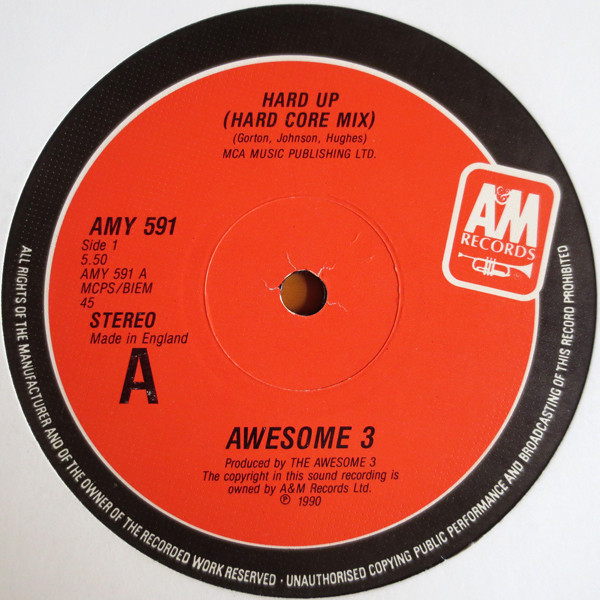 HARD UP
(HARD CORE MIX)
(Gorton, Johnson, Hughes)
MCA MUSIC PUBLISHING LTD.
A&M
RECORDS
AMY 591
Side 1
5.50
AMY 591 A
MCPS/BIEM
45
STEREO
Made in England
A
AWESOME 3
Produced by THE AWESOME 3
The copyright in this sound recording is
owned by A&M Records Ltd.
℗ 1990
ALL RIGHTS OF THE MANUFACTURER AND OF THE OWNER OF THE RECORDED WORK RESERVED · UNAUTHORISED COPYING PUBLIC PERFORMANCE AND BROADCASTING OF THIS RECORD PROHIBITED